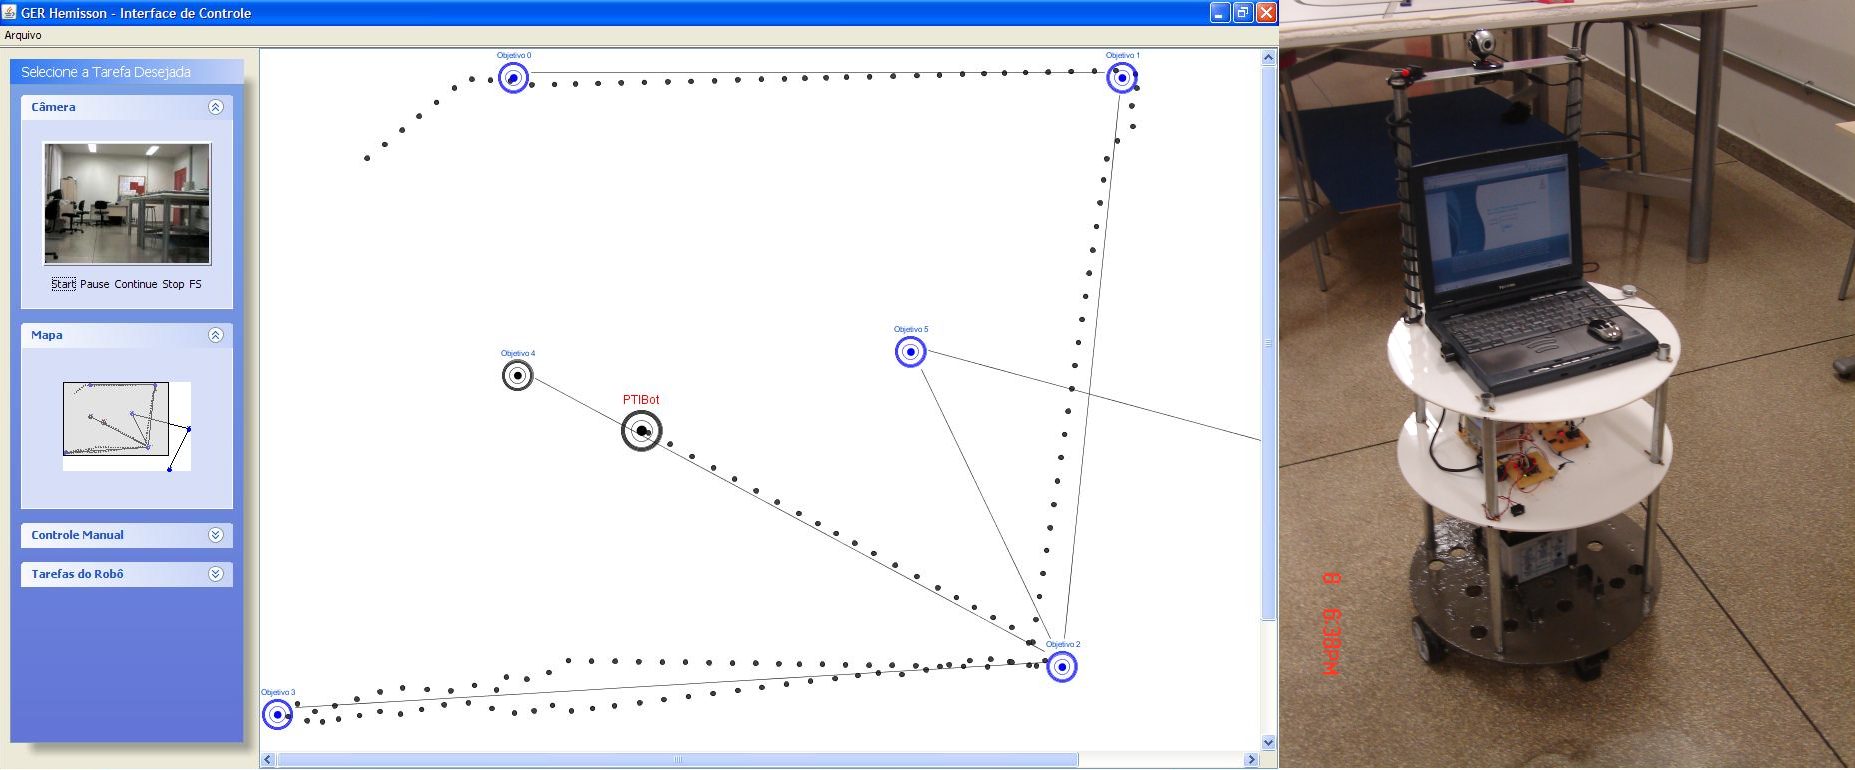 GER Hemisson - Interface de Controle
Arquivo
Selecione a Tarefa Desejada
Câmera
Start Pause Continue Stop FS
Mapa
Controle Manual
Tarefas do Robô
Objetivo 0
Objetivo 1
Objetivo 5
Objetivo 4
PTIBot
Objetivo 2
Objetivo 3
8 6:38PM